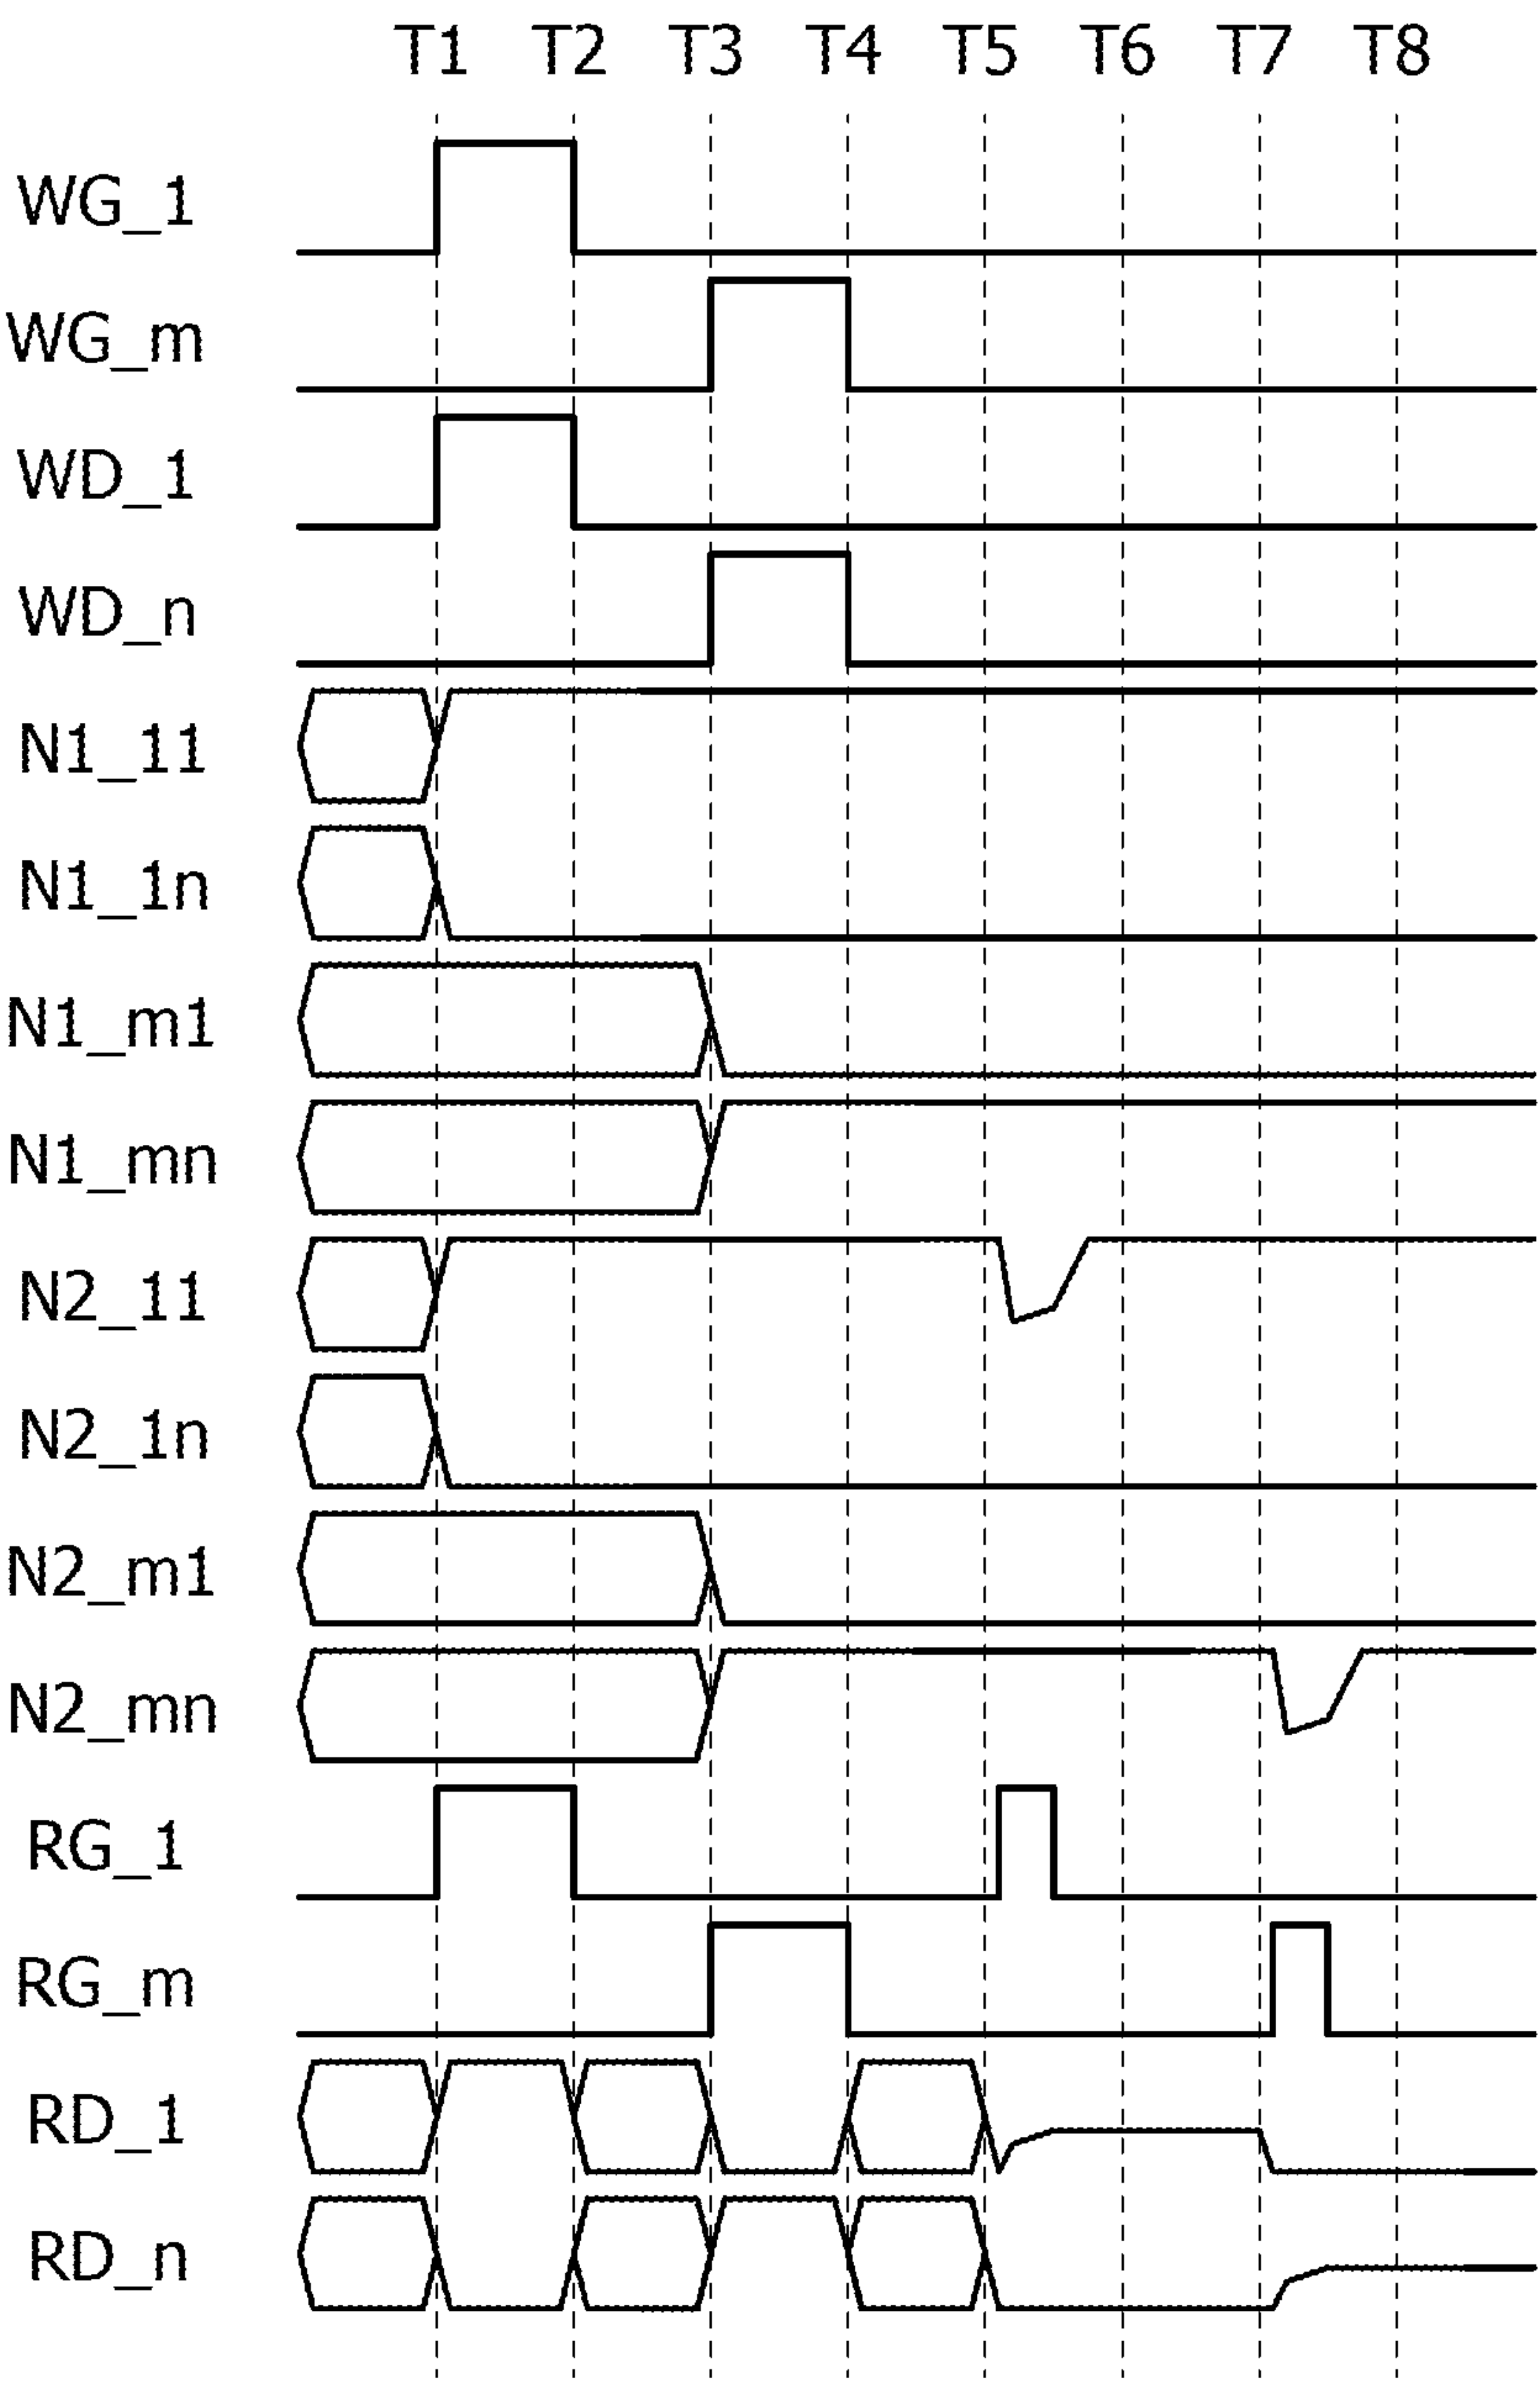 T1 T2 T3 T4 T5 T6 T7 T8
WG_1
WG_m
WD_1
WD_n
N1_11
N1_1n
N1_m1
N1_mn
N2_11
N2_1n
N2_m1
N2_mn
RG_1
RG_m
RD_1
RD_n